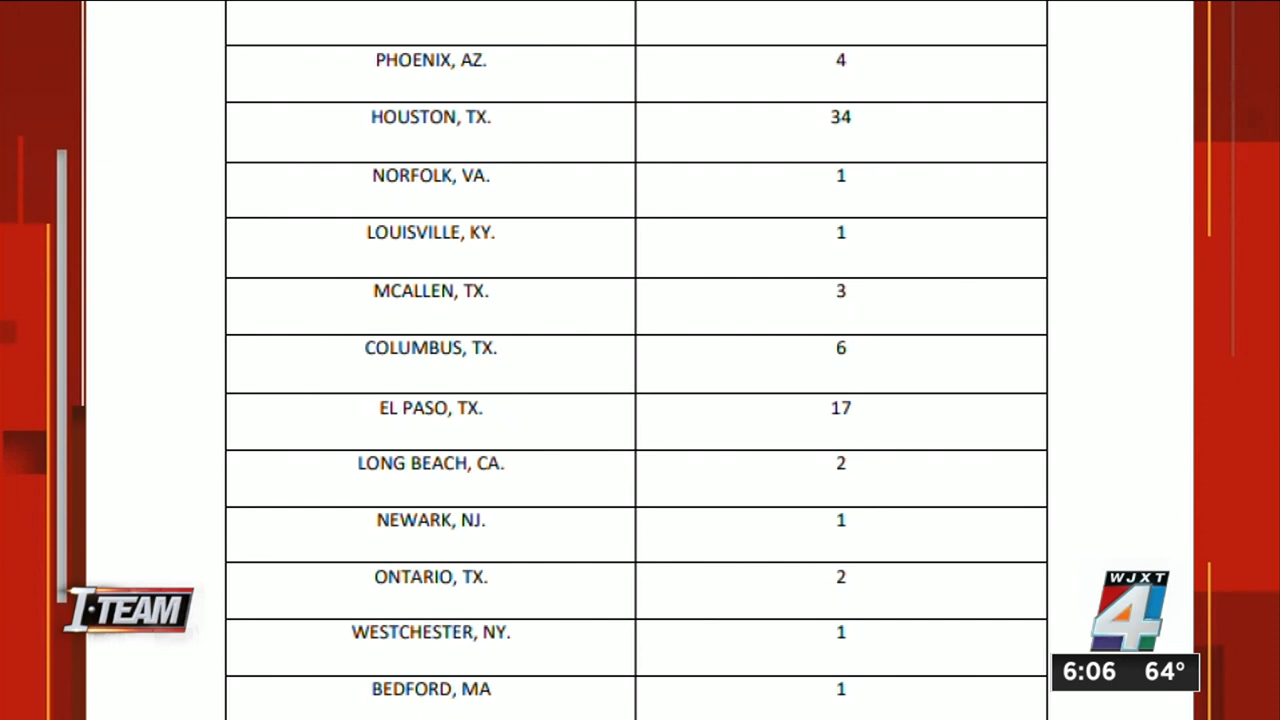 PHOENIX, AZ. 4
HOUSTON, TX. 34
NORFOLK, VA. 1
LOUISVILLE, KY. 1
MCALLEN, TX. 3
COLUMBUS, TX. 6
EL PASO, TX. 17
LONG BEACH, CA. 2
NEWARK, NJ. 1
ONTARIO, TX. 2
WESTCHESTER, NY. 1
BEDFORD, MA 1
I-TEAM
WJXT
4
6:06 64°